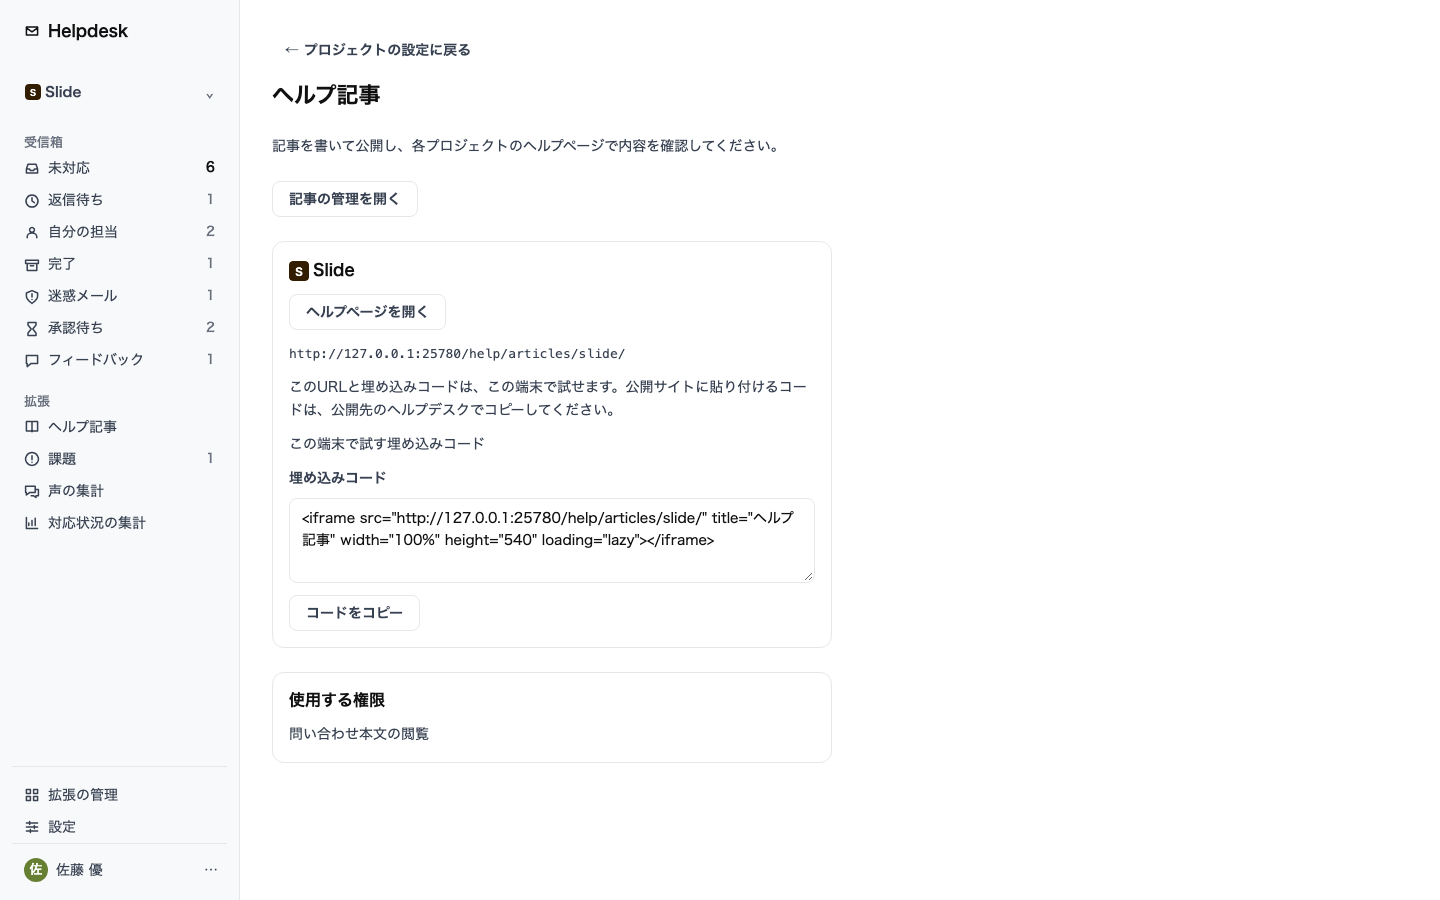 Helpdesk
S Slide
受信箱
未対応 6
返信待ち 1
自分の担当 2
完了 1
迷惑メール 1
承認待ち 2
フィードバック 1
拡張
ヘルプ記事
課題 1
声の集計
対応状況の集計
拡張の管理
設定
佐 佐藤 優 …
← プロジェクトの設定に戻る
ヘルプ記事
記事を書いて公開し、各プロジェクトのヘルプページで内容を確認してください。
記事の管理を開く
S Slide
ヘルプページを開く
http://127.0.0.1:25780/help/articles/slide/
このURLと埋め込みコードは、この端末で試せます。公開サイトに貼り付けるコー
ドは、公開先のヘルプデスクでコピーしてください。
この端末で試す埋め込みコード
埋め込みコード
<iframe src="http://127.0.0.1:25780/help/articles/slide/" title="ヘルプ
記事" width="100%" height="540" loading="lazy"></iframe>
コードをコピー
使用する権限
問い合わせ本文の閲覧